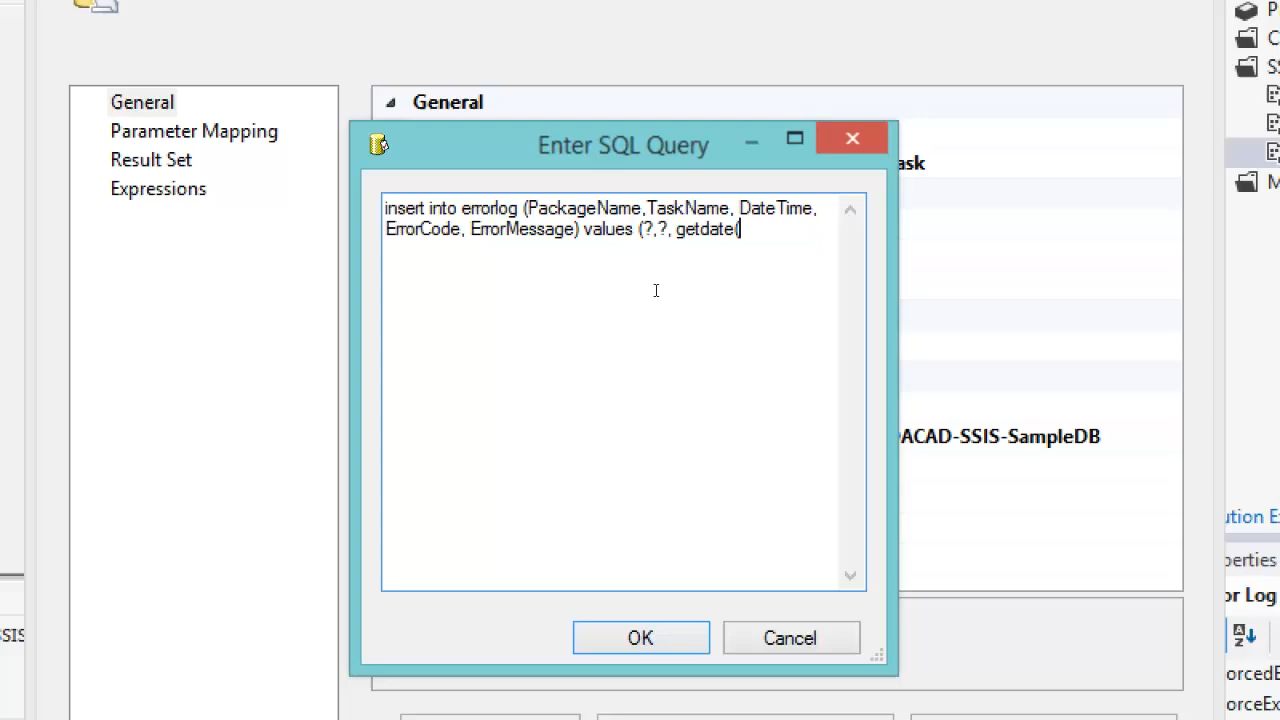 General
Parameter Mapping
Result Set
Expressions
General
Enter SQL Query
ask
insert into errorlog (PackageName,TaskName, DateTime,
ErrorCode, ErrorMessage) values (?,?, getdate(
ACAD-SSIS-SampleDB
OK
Cancel
SSIS
P
C
SS
M
ution E
perties
or Log
A
Z
orcedE
orceEx